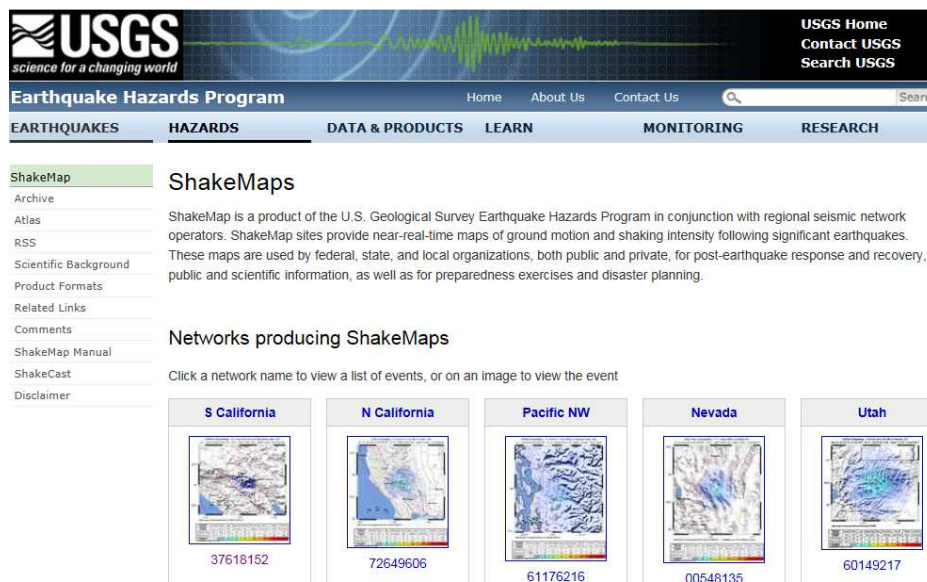 USGS
science for a changing world
USGS Home
Contact USGS
Search USGS
Earthquake Hazards Program
Home About Us Contact Us
EARTHQUAKES HAZARDS DATA & PRODUCTS LEARN MONITORING RESEARCH
ShakeMap
Archive
Atlas
RSS
Scientific Background
Product Formats
Related Links
Comments
ShakeMap Manual
ShakeCast
Disclaimer
ShakeMaps
ShakeMap is a product of the U.S. Geological Survey Earthquake Hazards Program in conjunction with regional seismic network
operators. ShakeMap sites provide near-real-time maps of ground motion and shaking intensity following significant earthquakes.
These maps are used by federal, state, and local organizations, both public and private, for post-earthquake response and recovery,
public and scientific information, as well as for preparedness exercises and disaster planning.
Networks producing ShakeMaps
Click a network name to view a list of events, or on an image to view the event
S California N California Pacific NW Nevada Utah
37618152 72649606 61176216 00548135 60149217